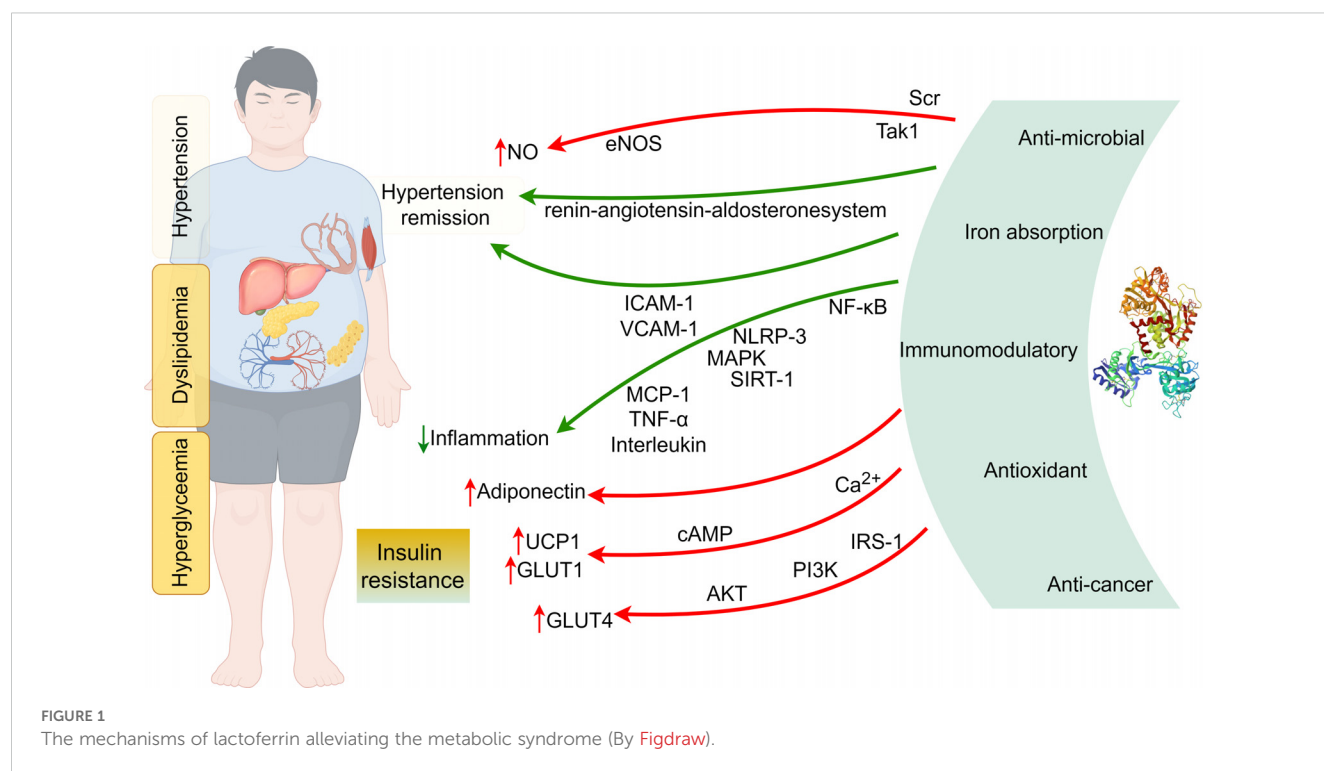 Hypertension
Dyslipidemia
Hyperglyceemia
Scr
Tak1
eNOS
↑NO
Hypertension
remission
renin-angiotensin-aldosteronesystem
ICAM-1
VCAM-1
NF-κB
NLRP-3
MAPK
SIRT-1
MCP-1
TNF-α
Interleukin
↓Inflammation
↑Adiponectin
Ca²⁺
cAMP
↑UCP1
↑GLUT1
Insulin
resistance
IRS-1
PI3K
AKT
↑GLUT4
Anti-microbial
Iron absorption
Immunomodulatory
Antioxidant
Anti-cancer
FIGURE 1
The mechanisms of lactoferrin alleviating the metabolic syndrome (By Figdraw).